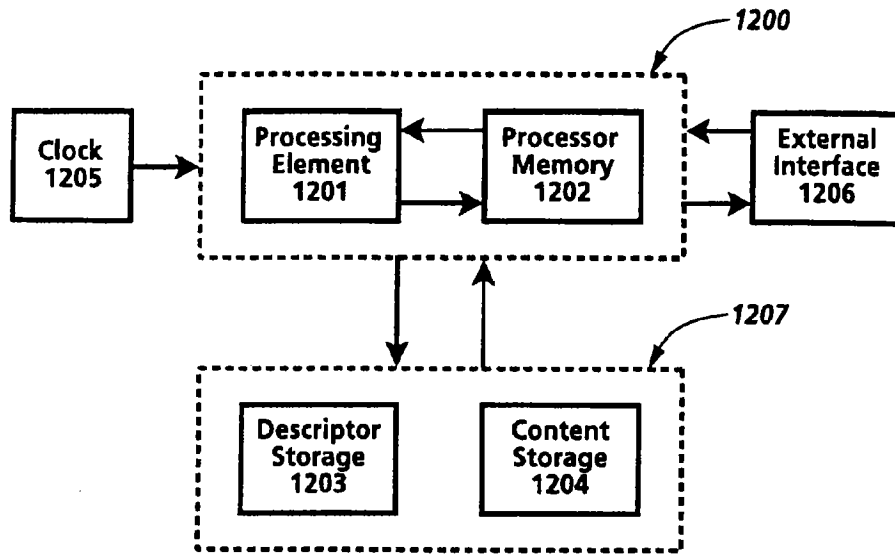 1200
Clock
1205
Processing
Element
1201
Processor
Memory
1202
External
Interface
1206
1207
Descriptor
Storage
1203
Content
Storage
1204